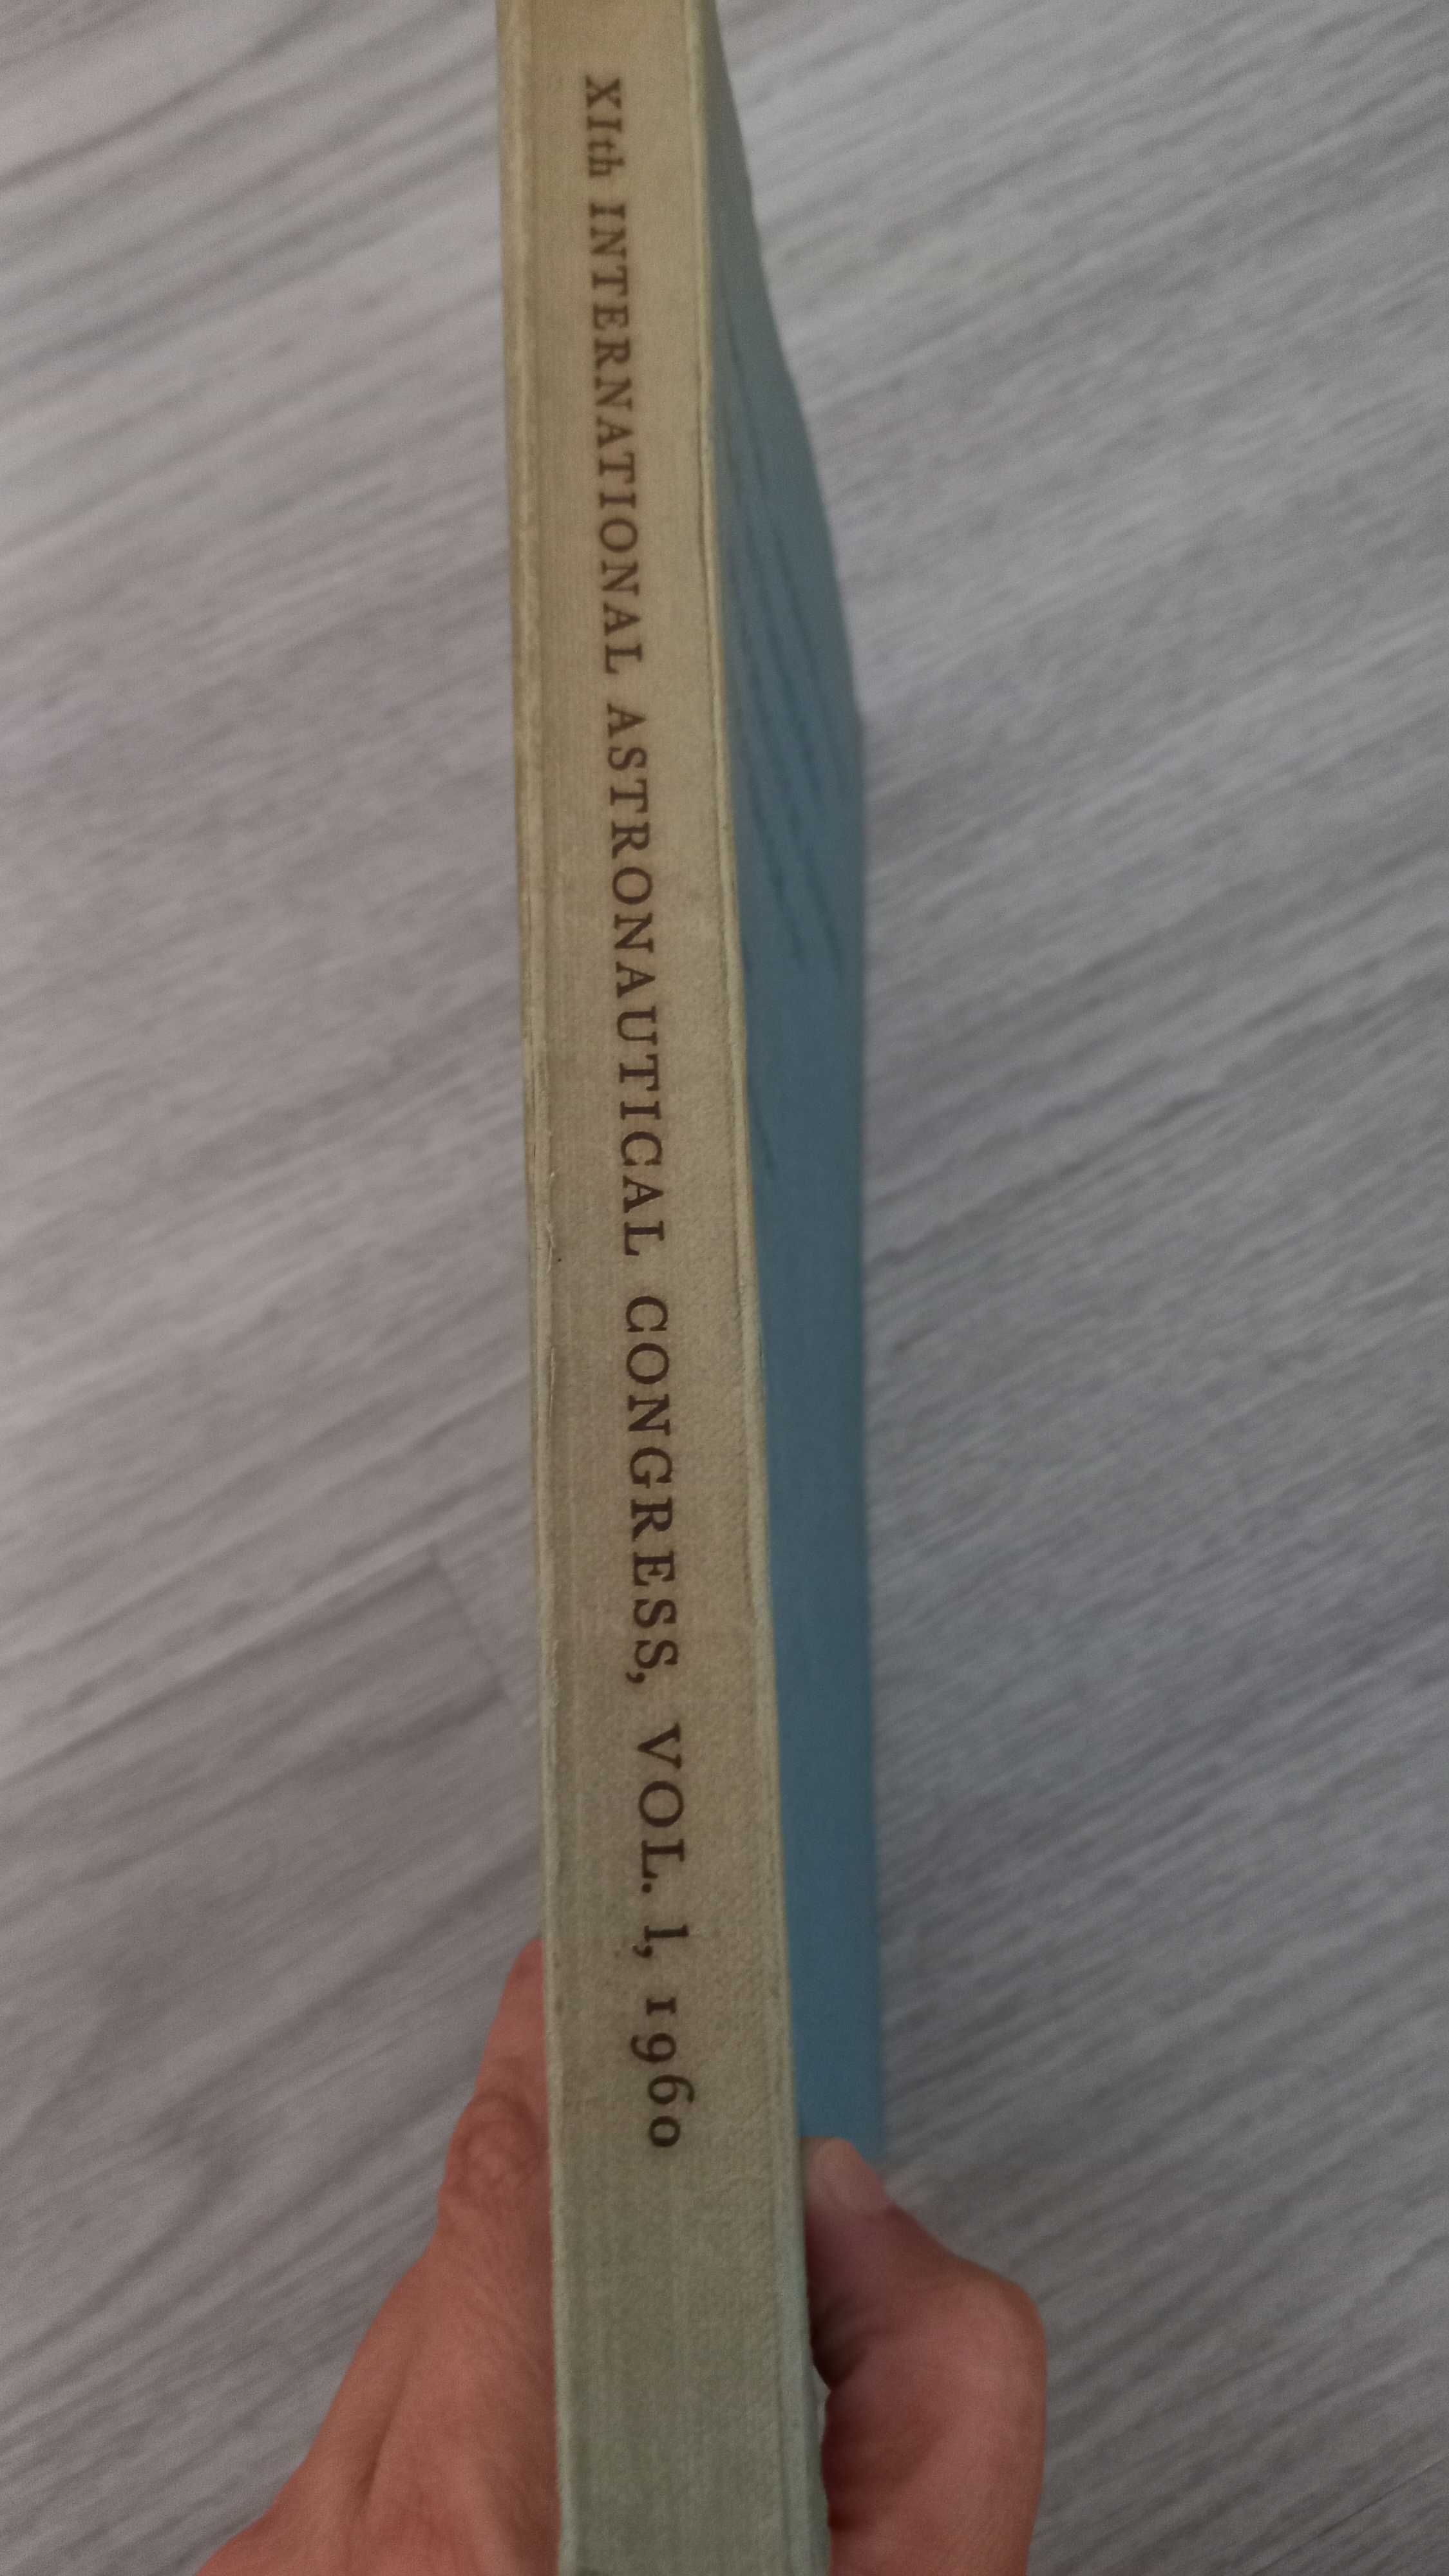 XIth INTERNATIONAL ASTRONAUTICAL CONGRESS, VOL. I, 1960